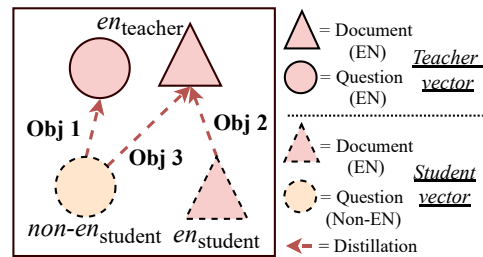 en_teacher
Obj 1
Obj 2
Obj 3
non-en_student
en_student
= Document
(EN)
= Question
(EN)
Teacher
vector
= Document
(EN)
= Question
(Non-EN)
Student
vector
= Distillation